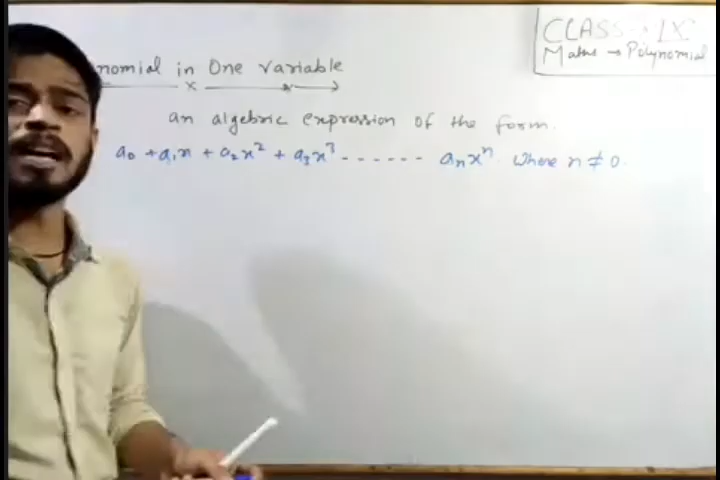 CLASS → IX
Maths → Polynomial
nomial in One variable
an algebric expression of the form.
a₀ + a₁x + a₂x² + a₃x³ ------ aₙxⁿ. Where n ≠ 0.